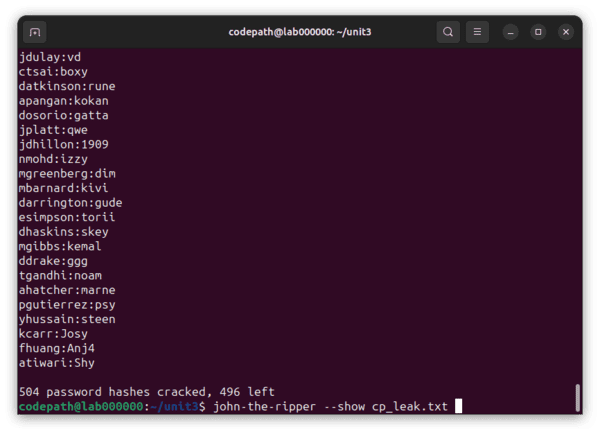 codepath@lab000000: ~/unit3
jdulay:vd
ctsai:boxy
datkinson:rune
apangan:kokan
dosorio:gatta
jplatt:qwe
jdhillon:1909
nmohd:izzy
mgreenberg:dim
mbarnard:kivi
darrington:gude
esimpson:torii
dhaskins:skey
mgibbs:kemal
ddrake:ggg
tgandhi:noam
ahatcher:marne
pgutierrez:psy
yhussain:steen
kcarr:Josy
fhuang:Anj4
atiwari:Shy
504 password hashes cracked, 496 left
codepath@lab000000:~/unit3$ john-the-ripper --show cp_leak.txt